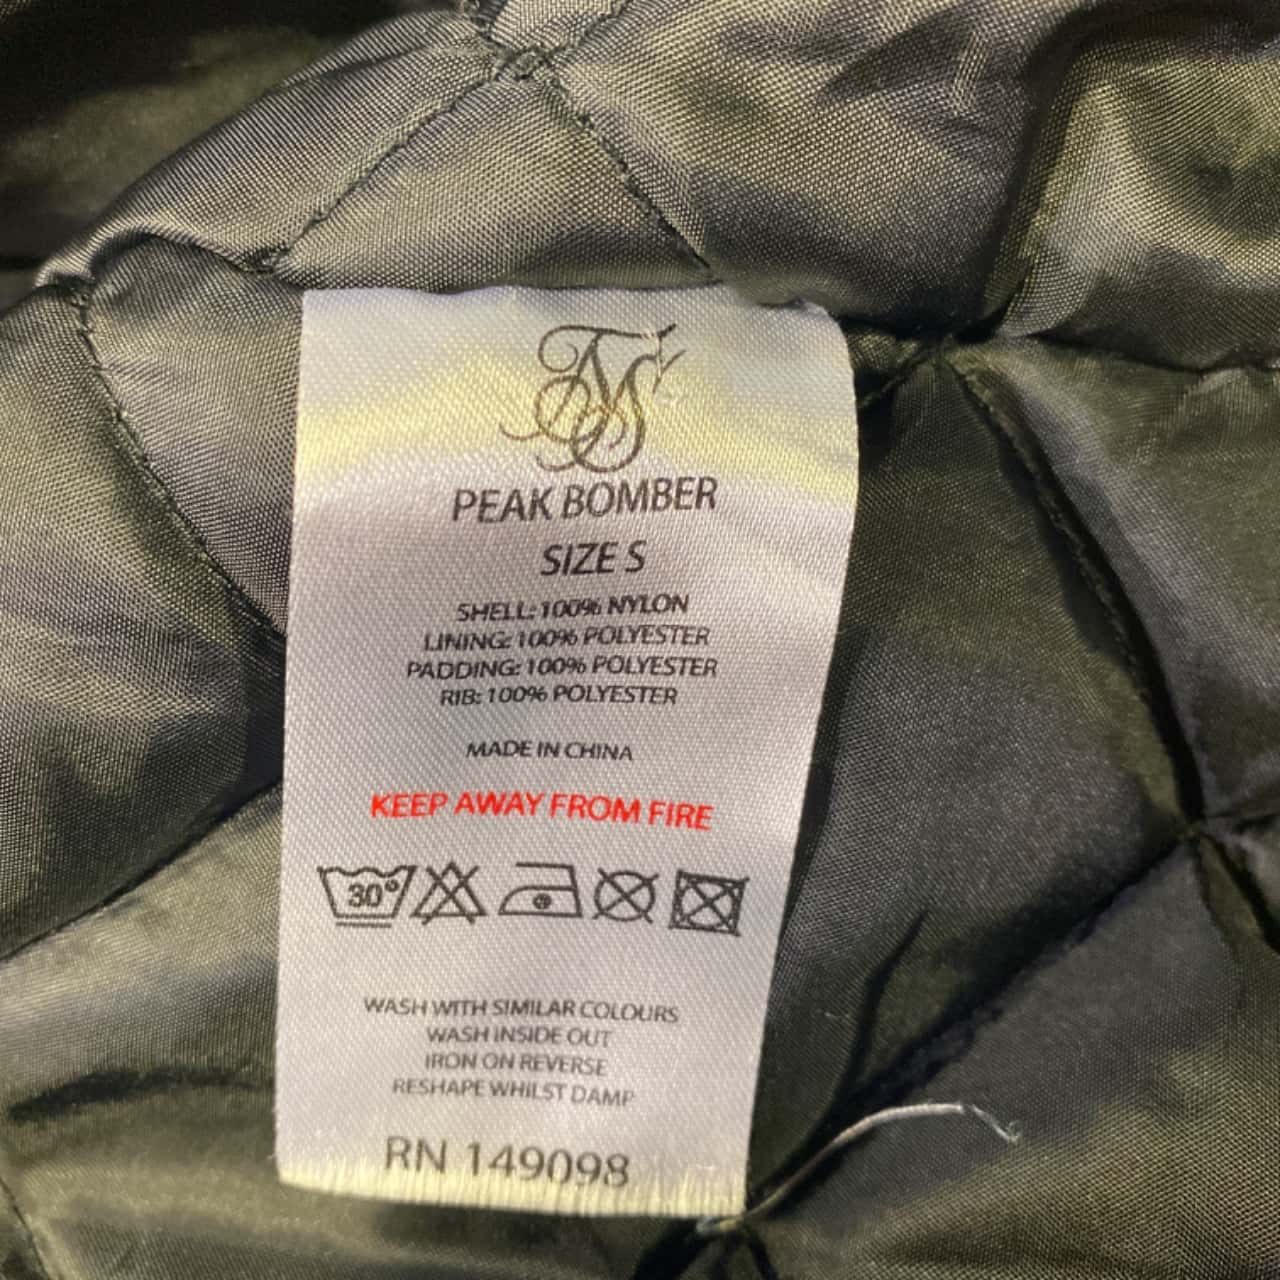 PEAK BOMBER
SIZE S
SHELL: 100% NYLON
LINING: 100% POLYESTER
PADDING: 100% POLYESTER
RIB: 100% POLYESTER
MADE IN CHINA
KEEP AWAY FROM FIRE
30°
WASH WITH SIMILAR COLOURS
WASH INSIDE OUT
IRON ON REVERSE
RESHAPE WHILST DAMP
RN 149098